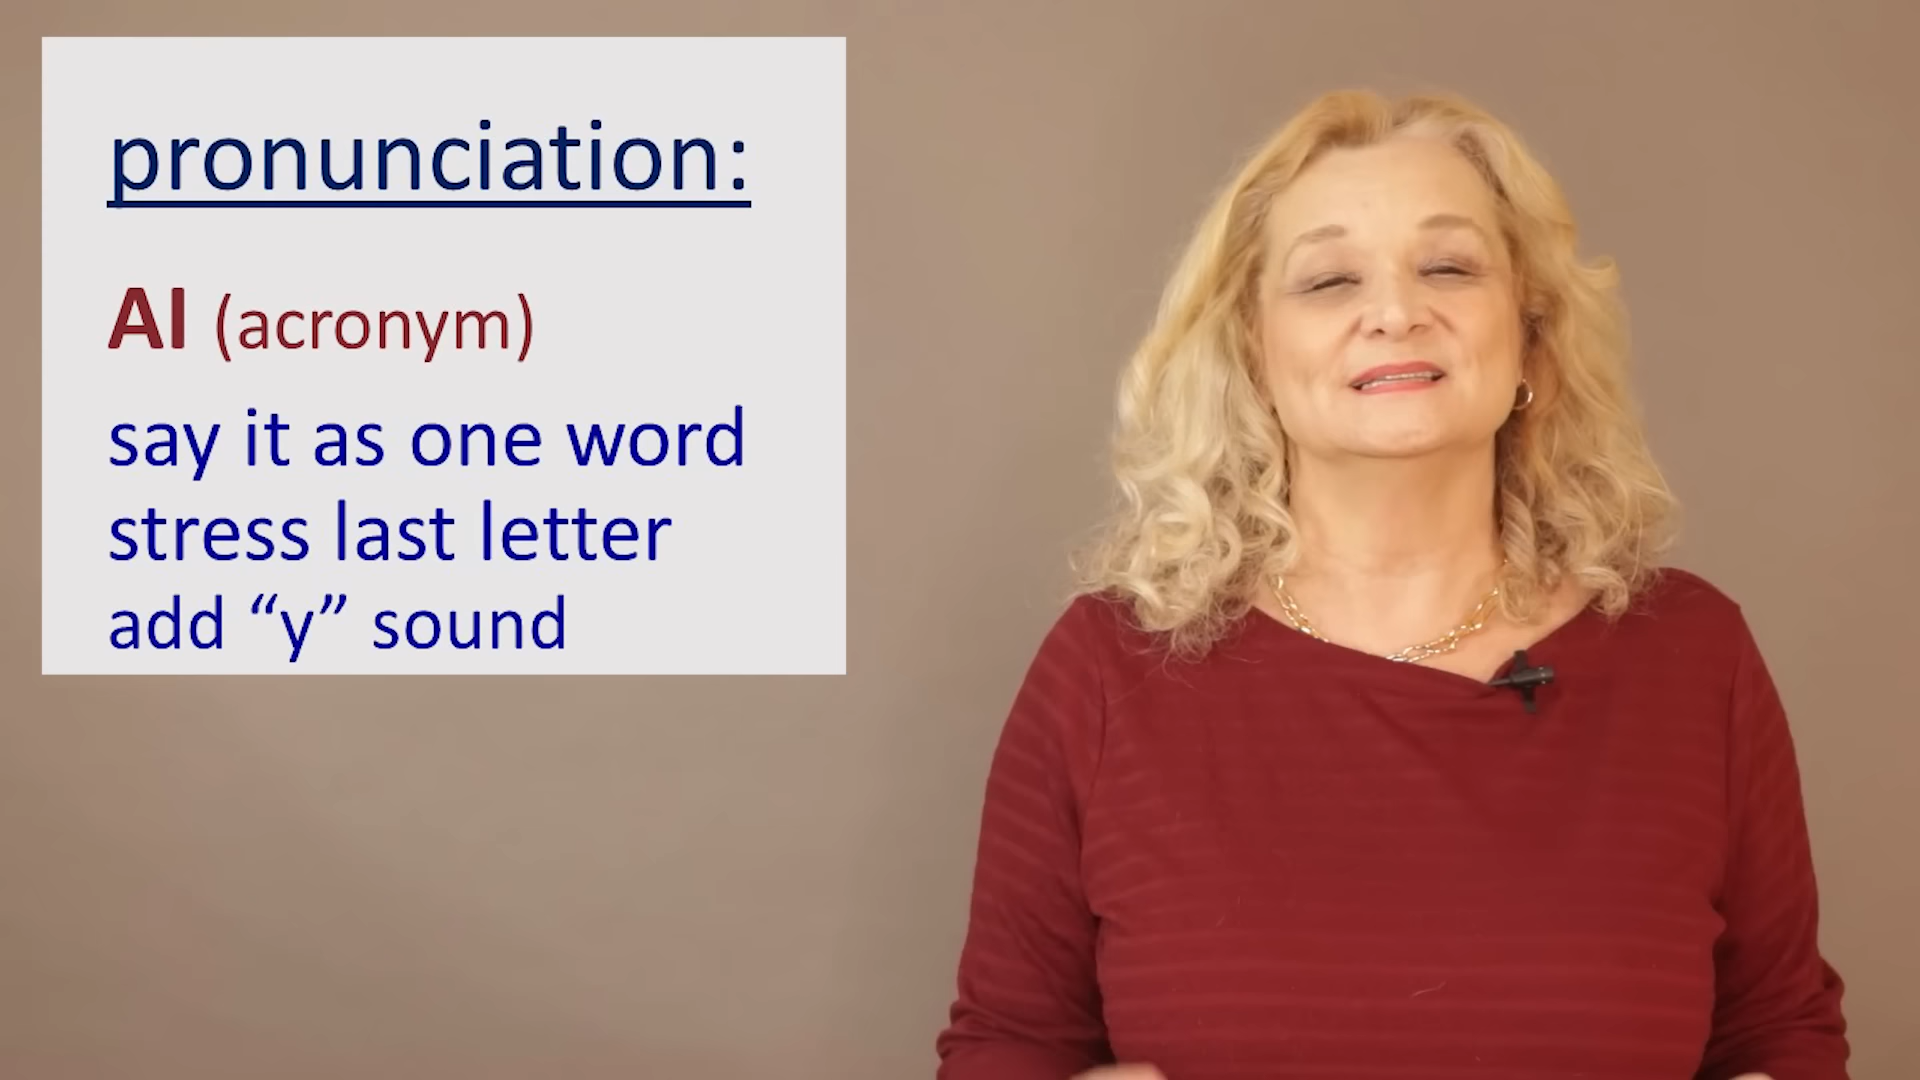 pronunciation:
AI (acronym)
say it as one word
stress last letter
add “y” sound